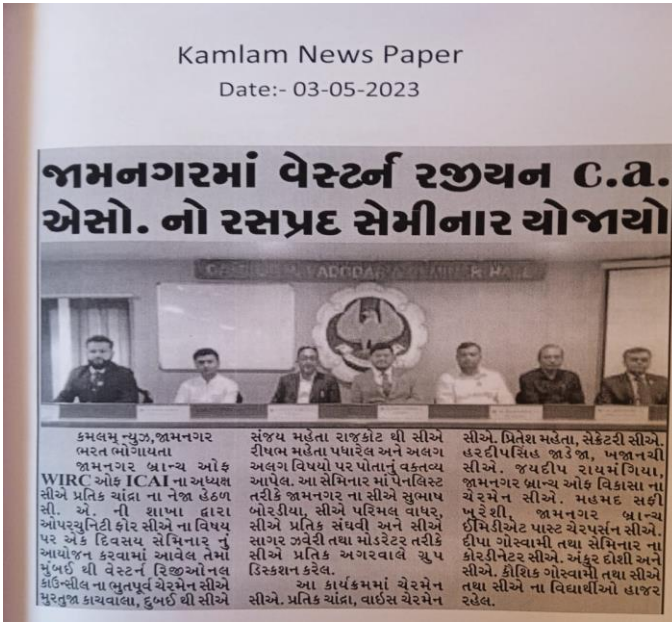 Kamlam News Paper
Date:- 03-05-2023
જામનગરમાં વેસ્ટર્ન રજીયન c.a.
એસો. નો રસપ્રદ સેમીનાર યોજાયો
કમલમ્ ન્યુઝ,જામનગર
ભરત ભોગાયતા
જામનગર બ્રાન્ચ ઓફ
WIRC ઓફ ICAI ના અધ્યક્ષ
સીએ પ્રતિક ચાંદ્રા ના નેજા હેઠળ
સી. એ. ની શાખા દ્વારા
ઓપરચુનિટી ફોર સીએ ના વિષય
પર એક દિવસય સેમિનાર નું
આયોજન કરવામાં આવેલ તેમાં
મુંબઈ થી વેસ્ટર્ન રિજીઓનલ
કાઉન્સીલ ના ભુતપૂર્વ ચેરમેન સીએ
મુરતુજા કાચવાલા, દુબઈ થી સીએ
સંજય મહેતા રાજકોટ થી સીએ
રીષભ મહેતા પધારેલ અને અલગ
અલગ વિષયો પર પોતાનું વક્તવ્ય
આપેલ. આ સેમિનાર માં પેનલિસ્ટ
તરીકે જામનગર ના સીએ સુભાષ
બોરડીયા, સીએ પરિમલ વાધર,
સીએ પ્રતિક સંઘવી અને સીએ
સાગર ઝવેરી તથા મોડરેટર તરીકે
સીએ પ્રતિક અગરવાલે ગ્રુપ
ડિસ્કશન કરેલ.
આ કાર્યક્રમમાં ચેરમેન
સીએ. પ્રતિક ચાંદ્રા, વાઇસ ચેરમેન
સીએ. પ્રિતેશ મહેતા, સેક્રેટરી સીએ.
હરદીપસિંહ જાડેજા, ખજાનચી
સીએ. જયદીપ રાયમંગિયા,
જામનગર બ્રાન્ચ ઓફ વિકાસા ના
ચેરમેન સીએ. મહમદ સફી
ખુરેશી, જામનગર બ્રાન્ચ
ઈમિડીએટ પાસ્ટ ચેરપર્સન સીએ.
દીપા ગોસ્વામી તથા સેમિનાર ના
કોરડીનેટર સીએ. અંકુર દોશી અને
સીએ. કૌશિક ગોસ્વામી તથા સીએ
તથા સીએ ના વિદ્યાર્થીઓ હાજર
રહેલ.